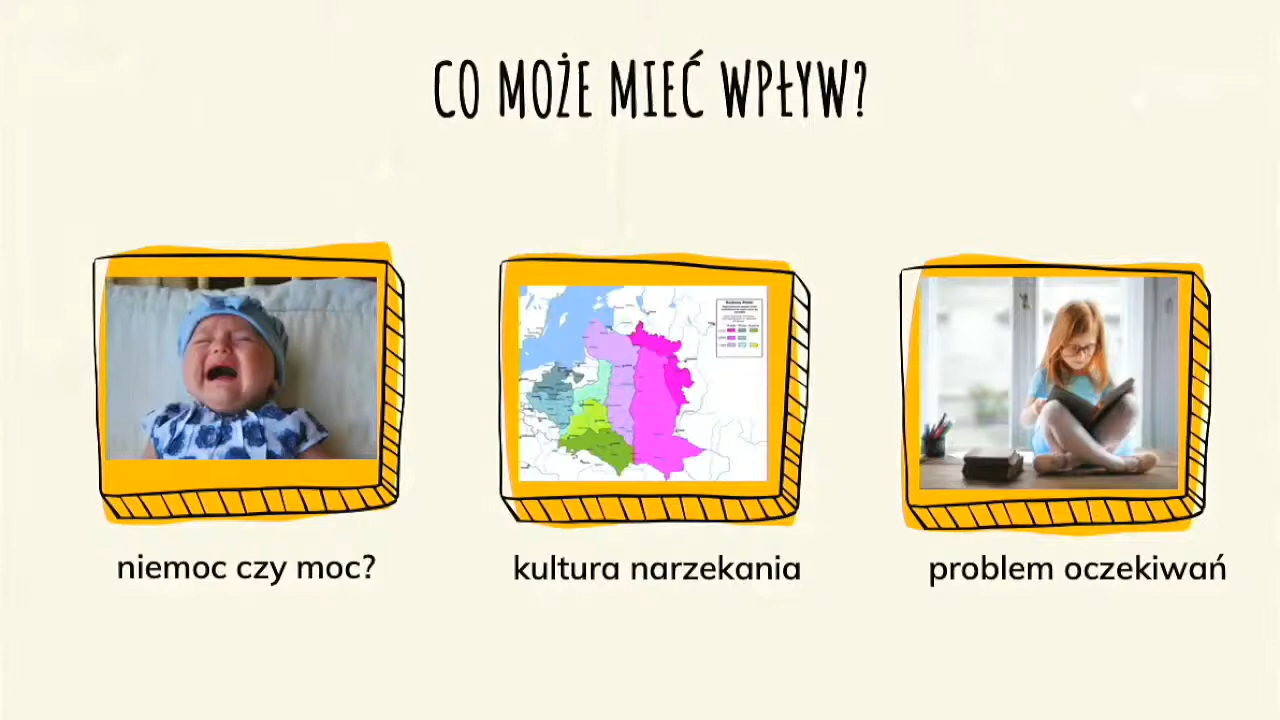 CO MOŻE MIEĆ WPŁYW?
niemoc czy moc?
kultura narzekania
problem oczekiwań